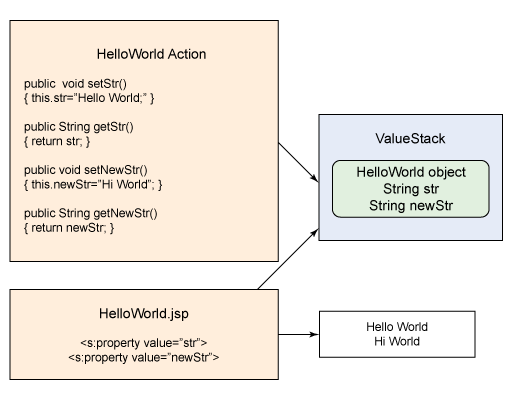 HelloWorld Action
public  void setStr()
{ this.str=”Hello World;” }
public String getStr()
{ return str; }
public void setNewStr()
{ this.newStr=”Hi World”; }
public String getNewStr()
{ return newStr; }
ValueStack
HelloWorld object
String str
String newStr
HelloWorld.jsp
<s:property value=”str”>
<s:property value=”newStr”>
Hello World
Hi World